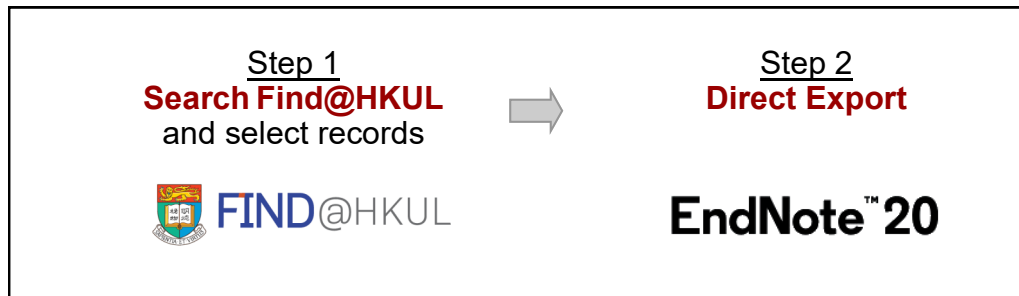 Step 1
Search Find@HKUL
and select records
FIND@HKUL
Step 2
Direct Export
EndNote™ 20